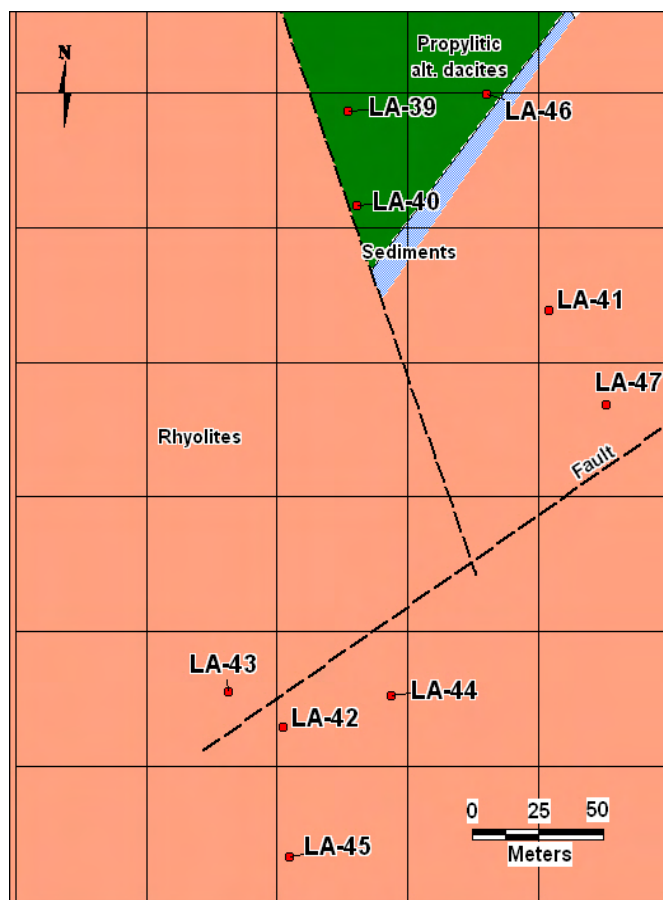 Propylitic
alt. dacites
N
LA-39
LA-46
LA-40
Sediments
LA-41
LA-47
Rhyolites
Fault
LA-43
LA-44
LA-42
0 25 50
Meters
LA-45